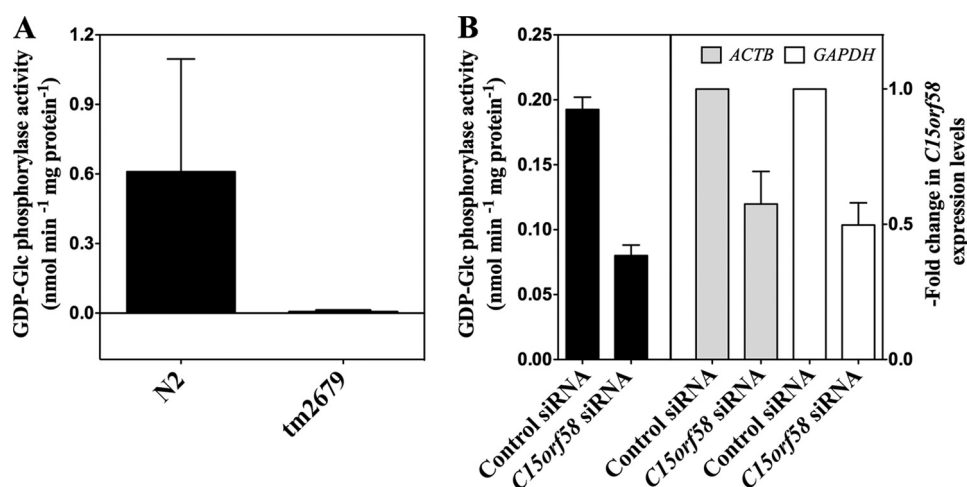 A
GDP-Glc phosphorylase activity
(nmol min -1 mg protein-1)
1.2
0.9
0.6
0.3
0.0
N2
tm2679
B
GDP-Glc phosphorylase activity
(nmol min -1 mg protein-1)
0.25
0.20
0.15
0.10
0.05
0.00
ACTB
GAPDH
1.0
0.5
0.0
-Fold change in C15orf58
expression levels
Control siRNA
C15orf58 siRNA
Control siRNA
C15orf58 siRNA
Control siRNA
C15orf58 siRNA